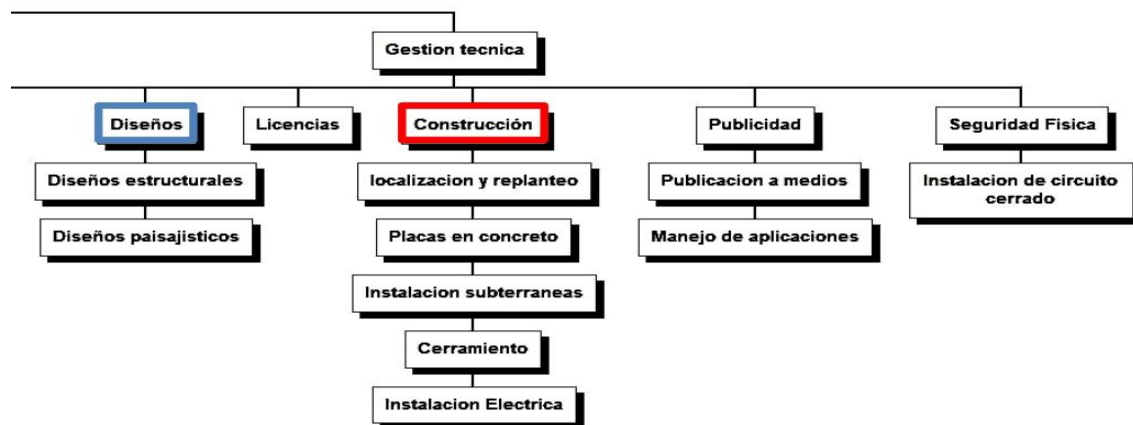 Gestion tecnica
Diseños
Licencias
Construcción
Publicidad
Seguridad Fisica
Diseños estructurales
localizacion y replanteo
Publicacion a medios
Instalacion de circuito
cerrado
Diseños paisajisticos
Placas en concreto
Manejo de aplicaciones
Instalacion subterraneas
Cerramiento
Instalacion Electrica